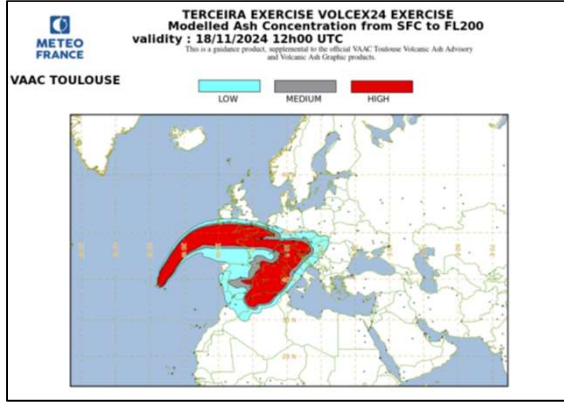 TERCEIRA EXERCISE VOLCEX24 EXERCISE
Modelled Ash Concentration from SFC to FL200
validity : 18/11/2024 12h00 UTC
This is a guidance product, supplemental to the official VAAC Toulouse Volcanic Ash Advisory
and Volcanic Ash Graphic products.
METEO
FRANCE
VAAC TOULOUSE
LOW
MEDIUM
HIGH